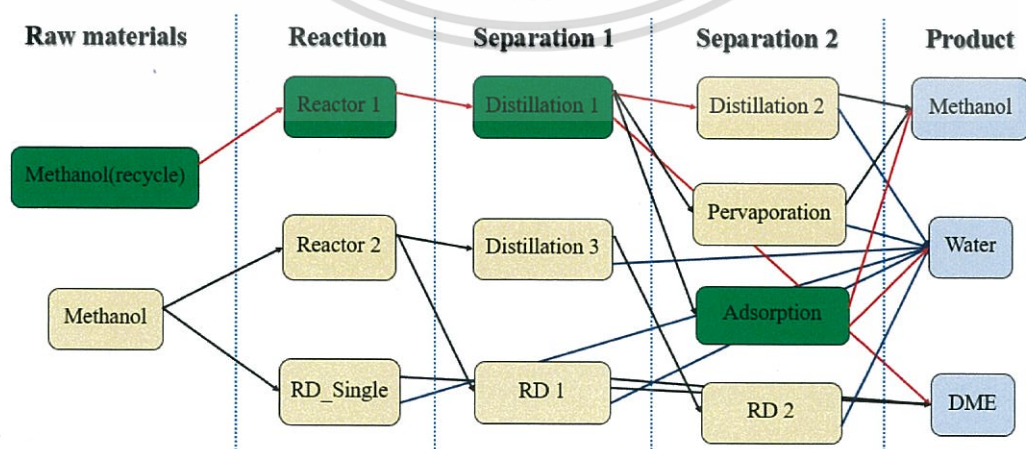 Raw materials
Reaction
Separation 1
Separation 2
Product
Reactor 1
Distillation 1
Distillation 2
Methanol
Methanol(recycle)
Pervaporation
Reactor 2
Distillation 3
Water
Methanol
Adsorption
RD_Single
RD 1
RD 2
DME